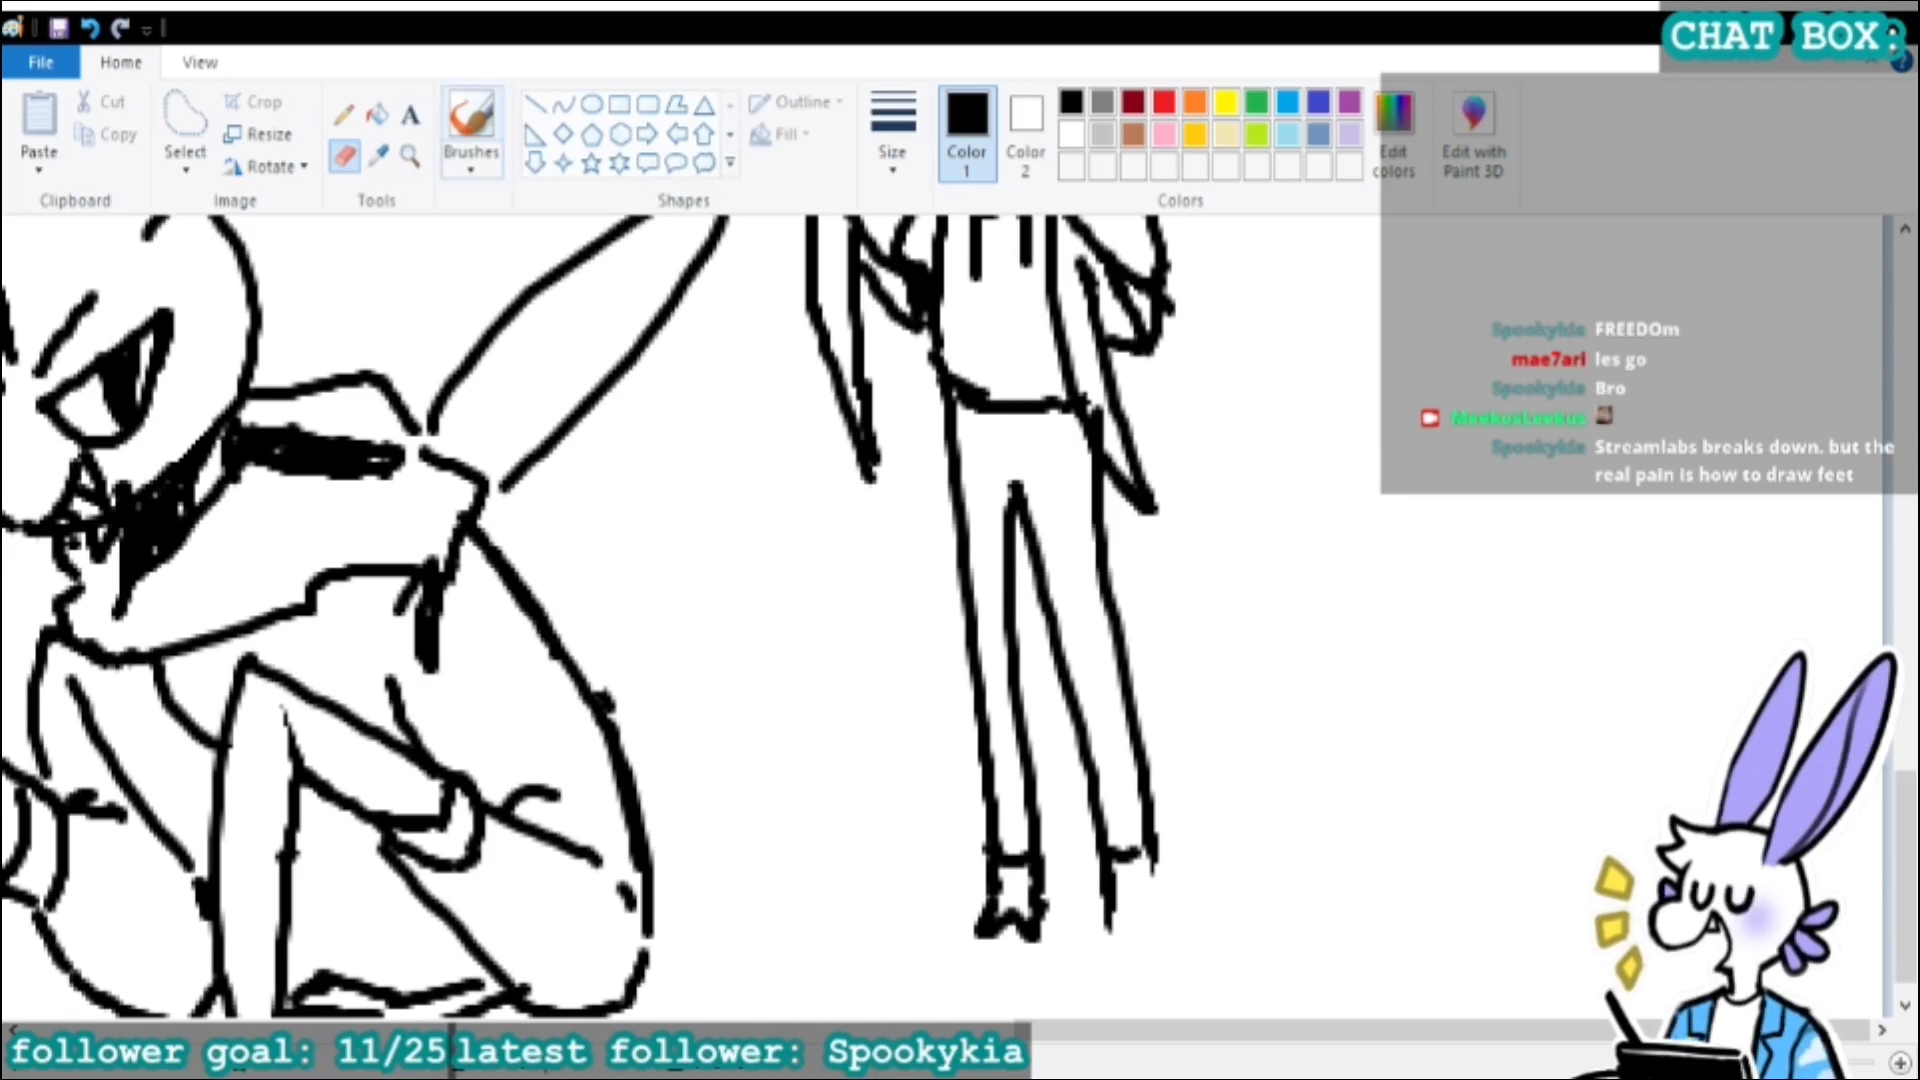 CHAT BOX:
File Home View
Cut
Copy
Paste
Clipboard
Crop
Resize
Rotate
Select
Image
Tools
Brushes
Outline
Fill
Shapes
Size
Color
1
Color
2
Colors
Edit
colors
Edit with
Paint 3D
Spookykia FREEDOm
mae7arl les go
Spookykia Bro
MeekusLeekus
Spookykia Streamlabs breaks down. but the
real pain is how to draw feet
follower goal: 11/25 latest follower: Spookykia